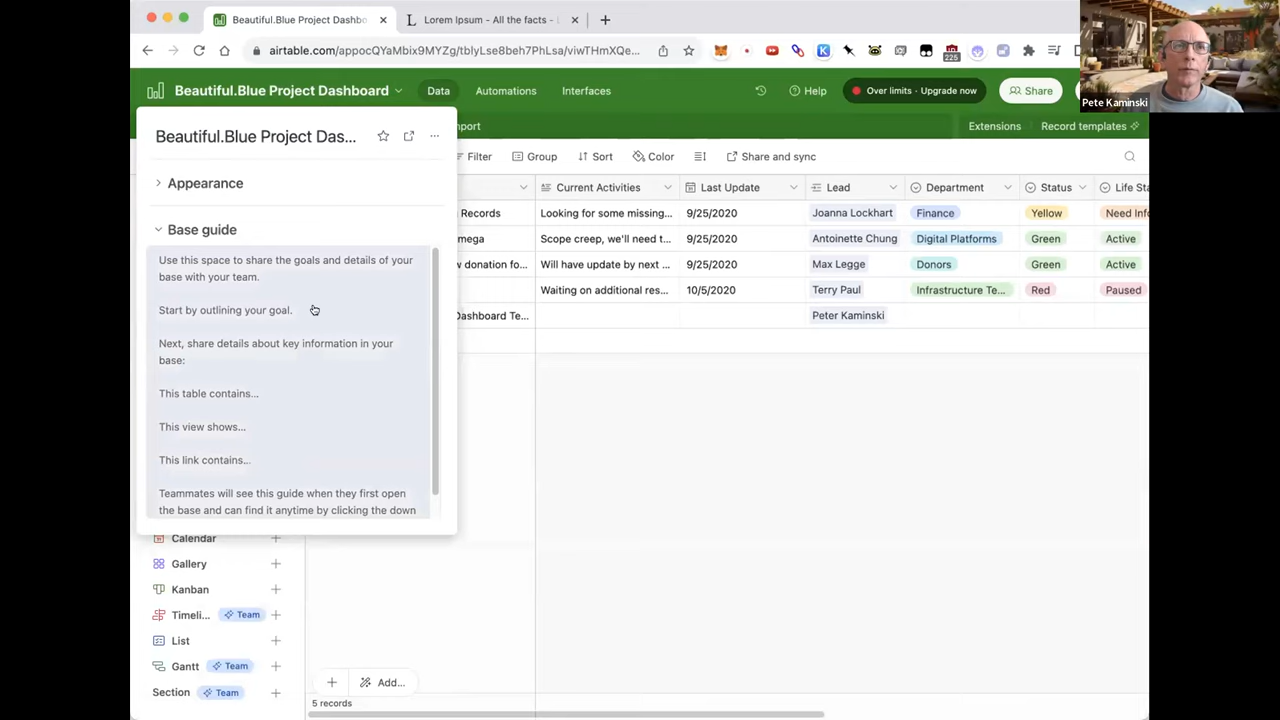 Beautiful.Blue Project Dashbo
Lorem Ipsum - All the facts -
airtable.com/appocQYaMbix9MYZg/tblyLse8beh7PhLsa/viwTHmXQe...
225
Pete Kaminski
Beautiful.Blue Project Dashboard
Data
Automations
Interfaces
Help
Over limits · Upgrade now
Share
Extensions
Record templates
Beautiful.Blue Project Das...
Appearance
Base guide
Use this space to share the goals and details of your
base with your team.
Start by outlining your goal.
Next, share details about key information in your
base:
This table contains...
This view shows...
This link contains...
Teammates will see this guide when they first open
the base and can find it anytime by clicking the down
Filter
Group
Sort
Color
Share and sync
Current Activities
Last Update
Lead
Department
Status
Life Sta
Records
Looking for some missing...
9/25/2020
Joanna Lockhart
Finance
Yellow
Need Info
mega
Scope creep, we'll need t...
9/25/2020
Antoinette Chung
Digital Platforms
Green
Active
w donation fo...
Will have update by next ...
9/25/2020
Max Legge
Donors
Green
Active
Waiting on additional res...
10/5/2020
Terry Paul
Infrastructure Te...
Red
Paused
Dashboard Te...
Peter Kaminski
Calendar
Gallery
Kanban
Timeli...
Team
List
Gantt
Team
Section
Team
Add...
5 records